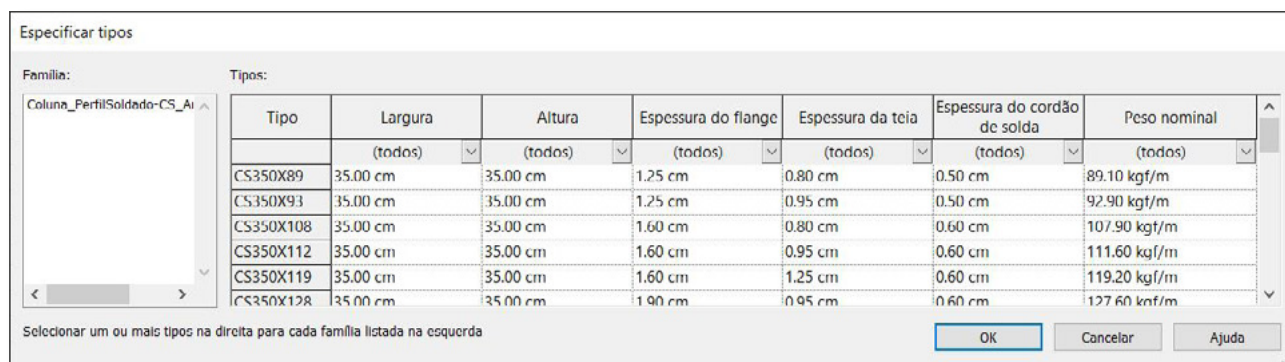 Especificar tipos
Família: Tipos:
Coluna_PerfilSoldado-CS_
Tipo Largura Altura Espessura do flange Espessura da teia Espessura do cordão de solda Peso nominal
(todos) (todos) (todos) (todos) (todos) (todos)
CS350X89 35.00 cm 35.00 cm 1.25 cm 0.80 cm 0.50 cm 89.10 kgf/m
CS350X93 35.00 cm 35.00 cm 1.25 cm 0.95 cm 0.50 cm 92.90 kgf/m
CS350X108 35.00 cm 35.00 cm 1.60 cm 0.80 cm 0.60 cm 107.90 kgf/m
CS350X112 35.00 cm 35.00 cm 1.60 cm 0.95 cm 0.60 cm 111.60 kgf/m
CS350X119 35.00 cm 35.00 cm 1.60 cm 1.25 cm 0.60 cm 119.20 kgf/m
CS350X128 35.00 cm 35.00 cm 1.90 cm 0.95 cm 0.60 cm 127.60 kgf/m
Selecionar um ou mais tipos na direita para cada família listada na esquerda
OK Cancelar Ajuda